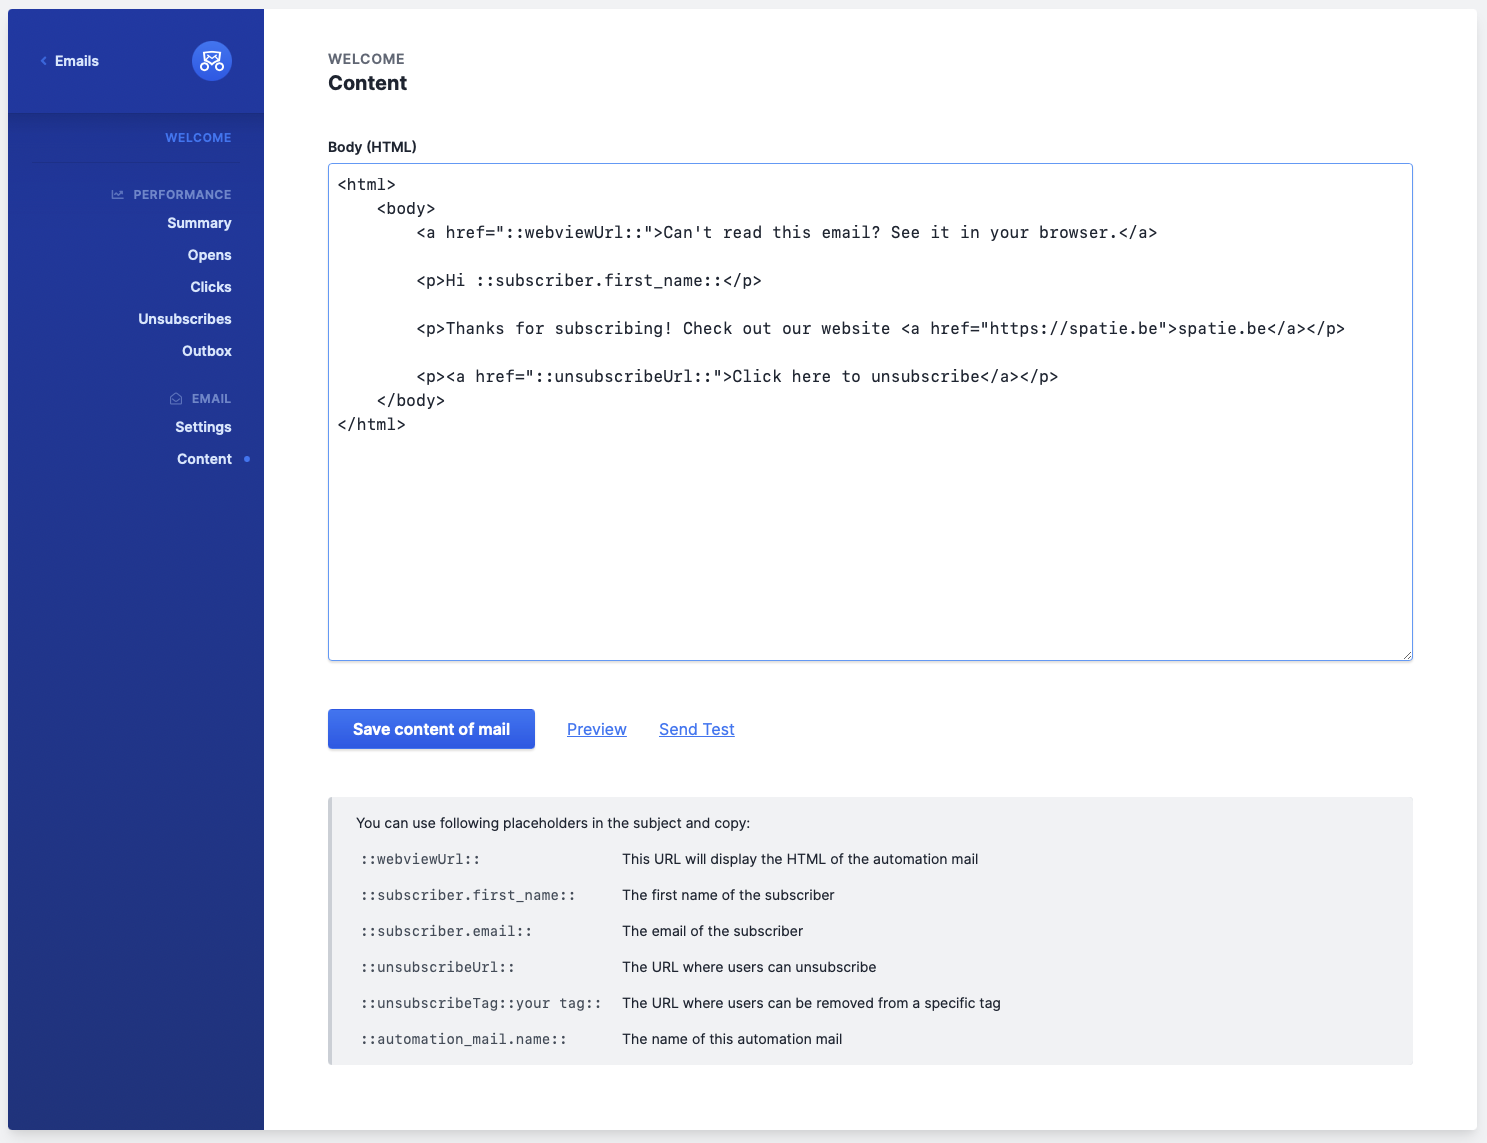 Emails
WELCOME
PERFORMANCE
Summary
Opens
Clicks
Unsubscribes
Outbox
EMAIL
Settings
Content
WELCOME
Content
Body (HTML)
<html>
    <body>
        <a href="::webviewUrl::">Can't read this email? See it in your browser.</a>
        <p>Hi ::subscriber.first_name::</p>
        <p>Thanks for subscribing! Check out our website <a href="https://spatie.be">spatie.be</a></p>
        <p><a href="::unsubscribeUrl::">Click here to unsubscribe</a></p>
    </body>
</html>
Save content of mail Preview Send Test
You can use following placeholders in the subject and copy:
::webviewUrl:: This URL will display the HTML of the automation mail
::subscriber.first_name:: The first name of the subscriber
::subscriber.email:: The email of the subscriber
::unsubscribeUrl:: The URL where users can unsubscribe
::unsubscribeTag::your tag:: The URL where users can be removed from a specific tag
::automation_mail.name:: The name of this automation mail